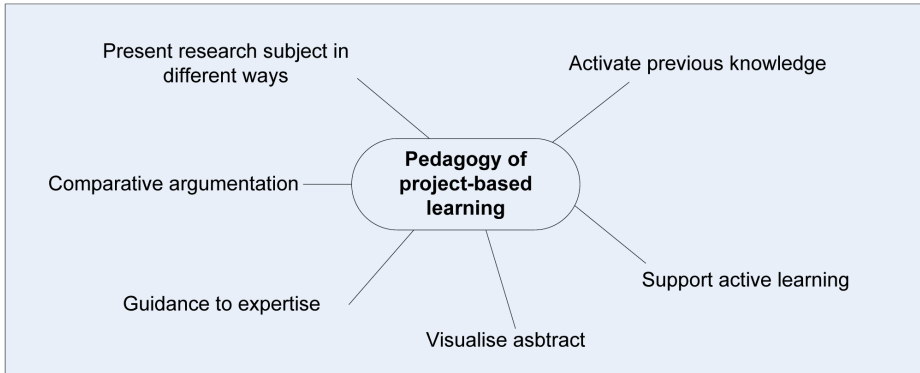 Present research subject in
different ways
Activate previous knowledge
Pedagogy of
project-based
learning
Comparative argumentation
Support active learning
Guidance to expertise
Visualise asbtract